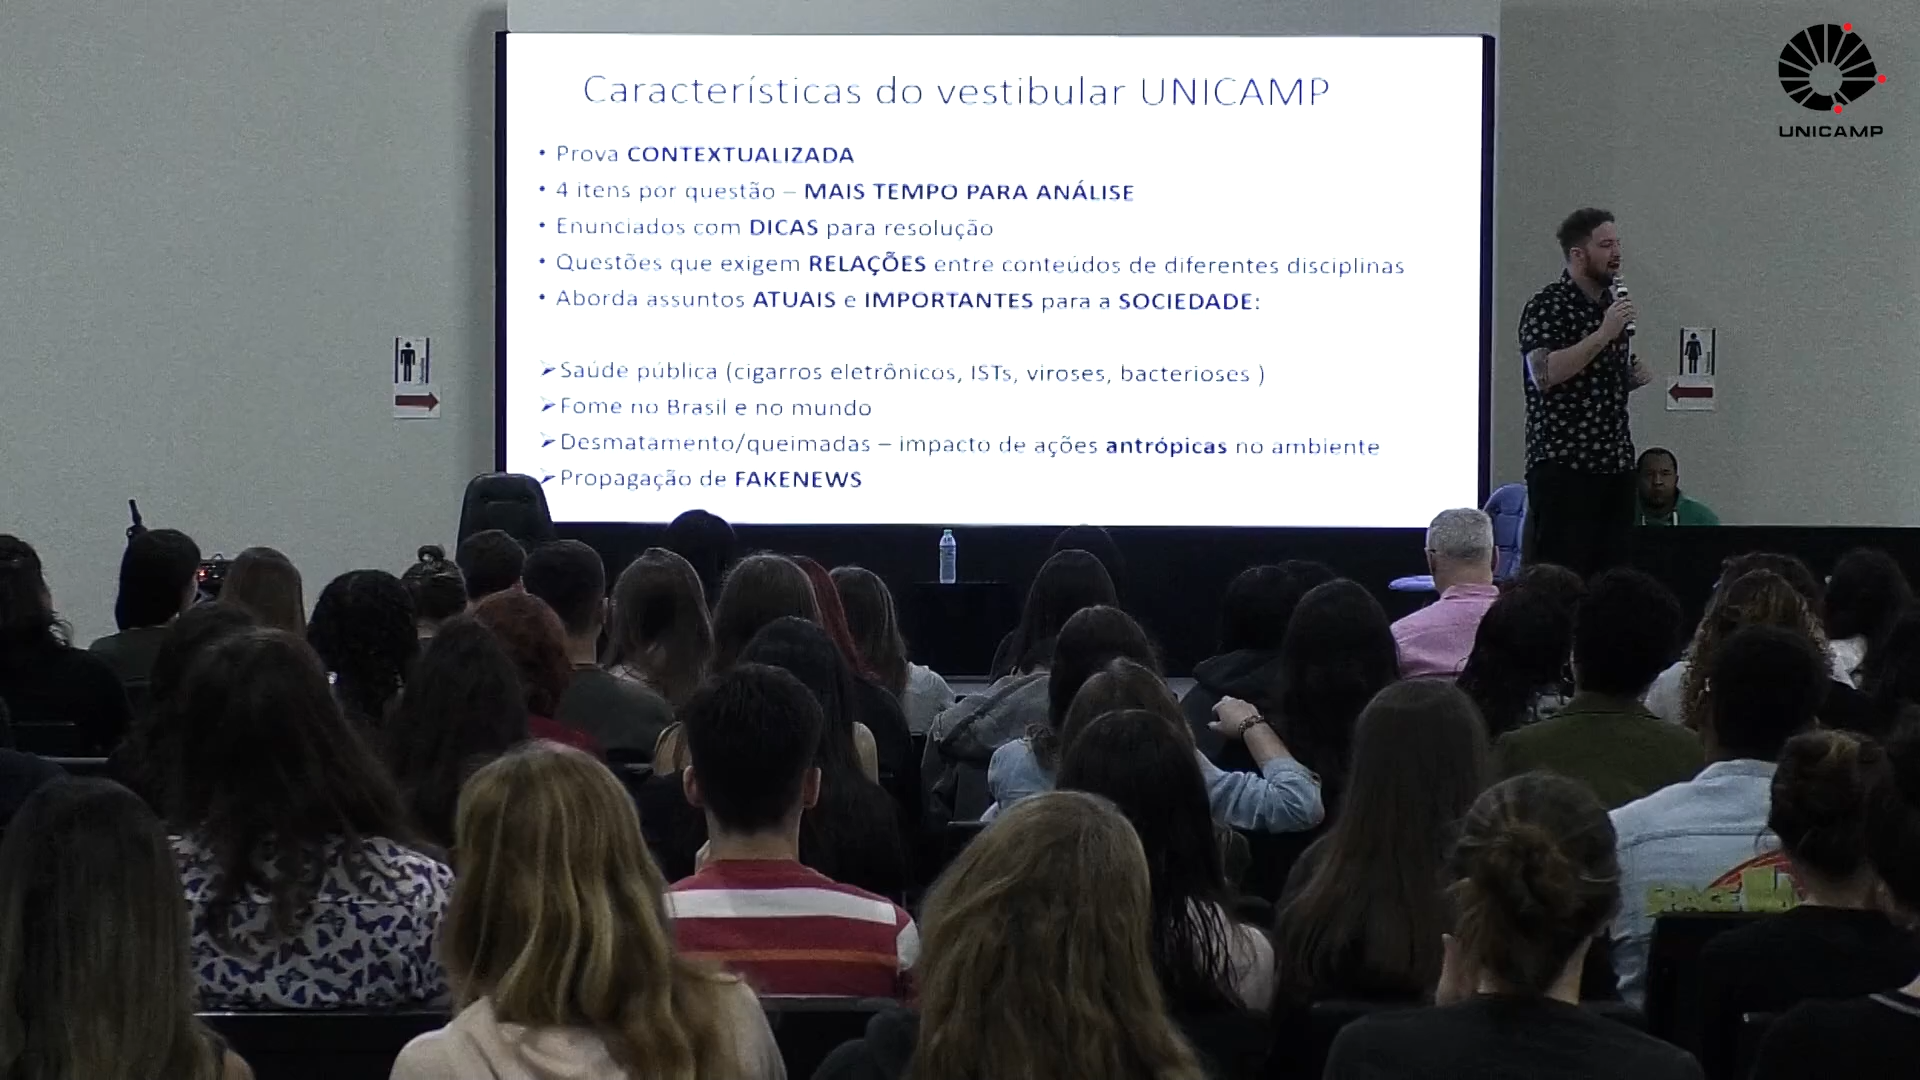 Características do vestibular UNICAMP
• Prova CONTEXTUALIZADA
• 4 itens por questão – MAIS TEMPO PARA ANÁLISE
• Enunciados com DICAS para resolução
• Questões que exigem RELAÇÕES entre conteúdos de diferentes disciplinas
• Aborda assuntos ATUAIS e IMPORTANTES para a SOCIEDADE:
➢Saúde pública (cigarros eletrônicos, ISTs, viroses, bacterioses )
➢Fome no Brasil e no mundo
➢Desmatamento/queimadas – impacto de ações antrópicas no ambiente
➢Propagação de FAKENEWS
UNICAMP